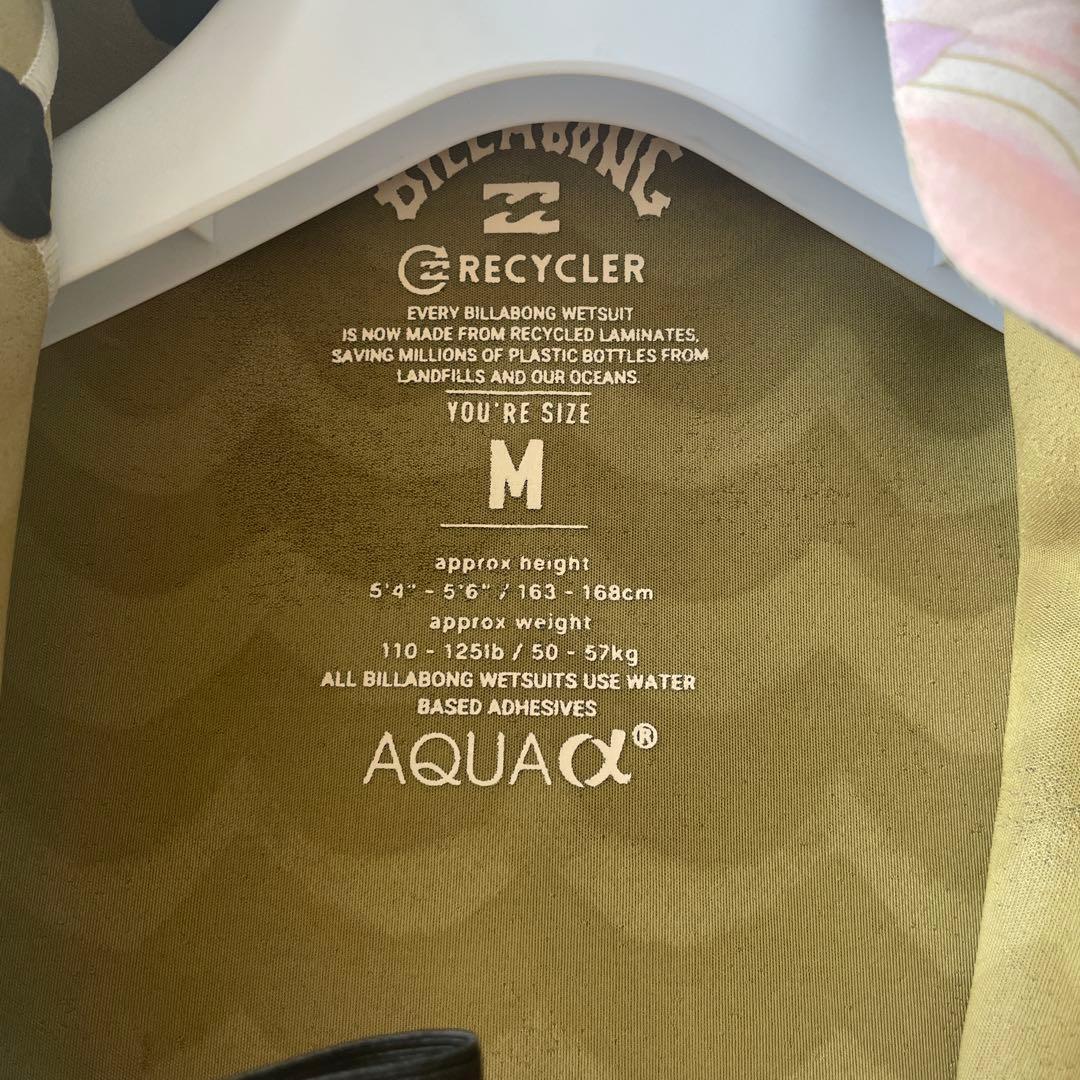 BILLABONG
RECYCLER
EVERY BILLABONG WETSUIT
IS NOW MADE FROM RECYCLED LAMINATES,
SAVING MILLIONS OF PLASTIC BOTTLES FROM
LANDFILLS AND OUR OCEANS.
YOU'RE SIZE
M
approx height
5'4" - 5'6" / 163 - 168cm
approx weight
110 - 125lb / 50 - 57kg
ALL BILLABONG WETSUITS USE WATER
BASED ADHESIVES
AQUAα®